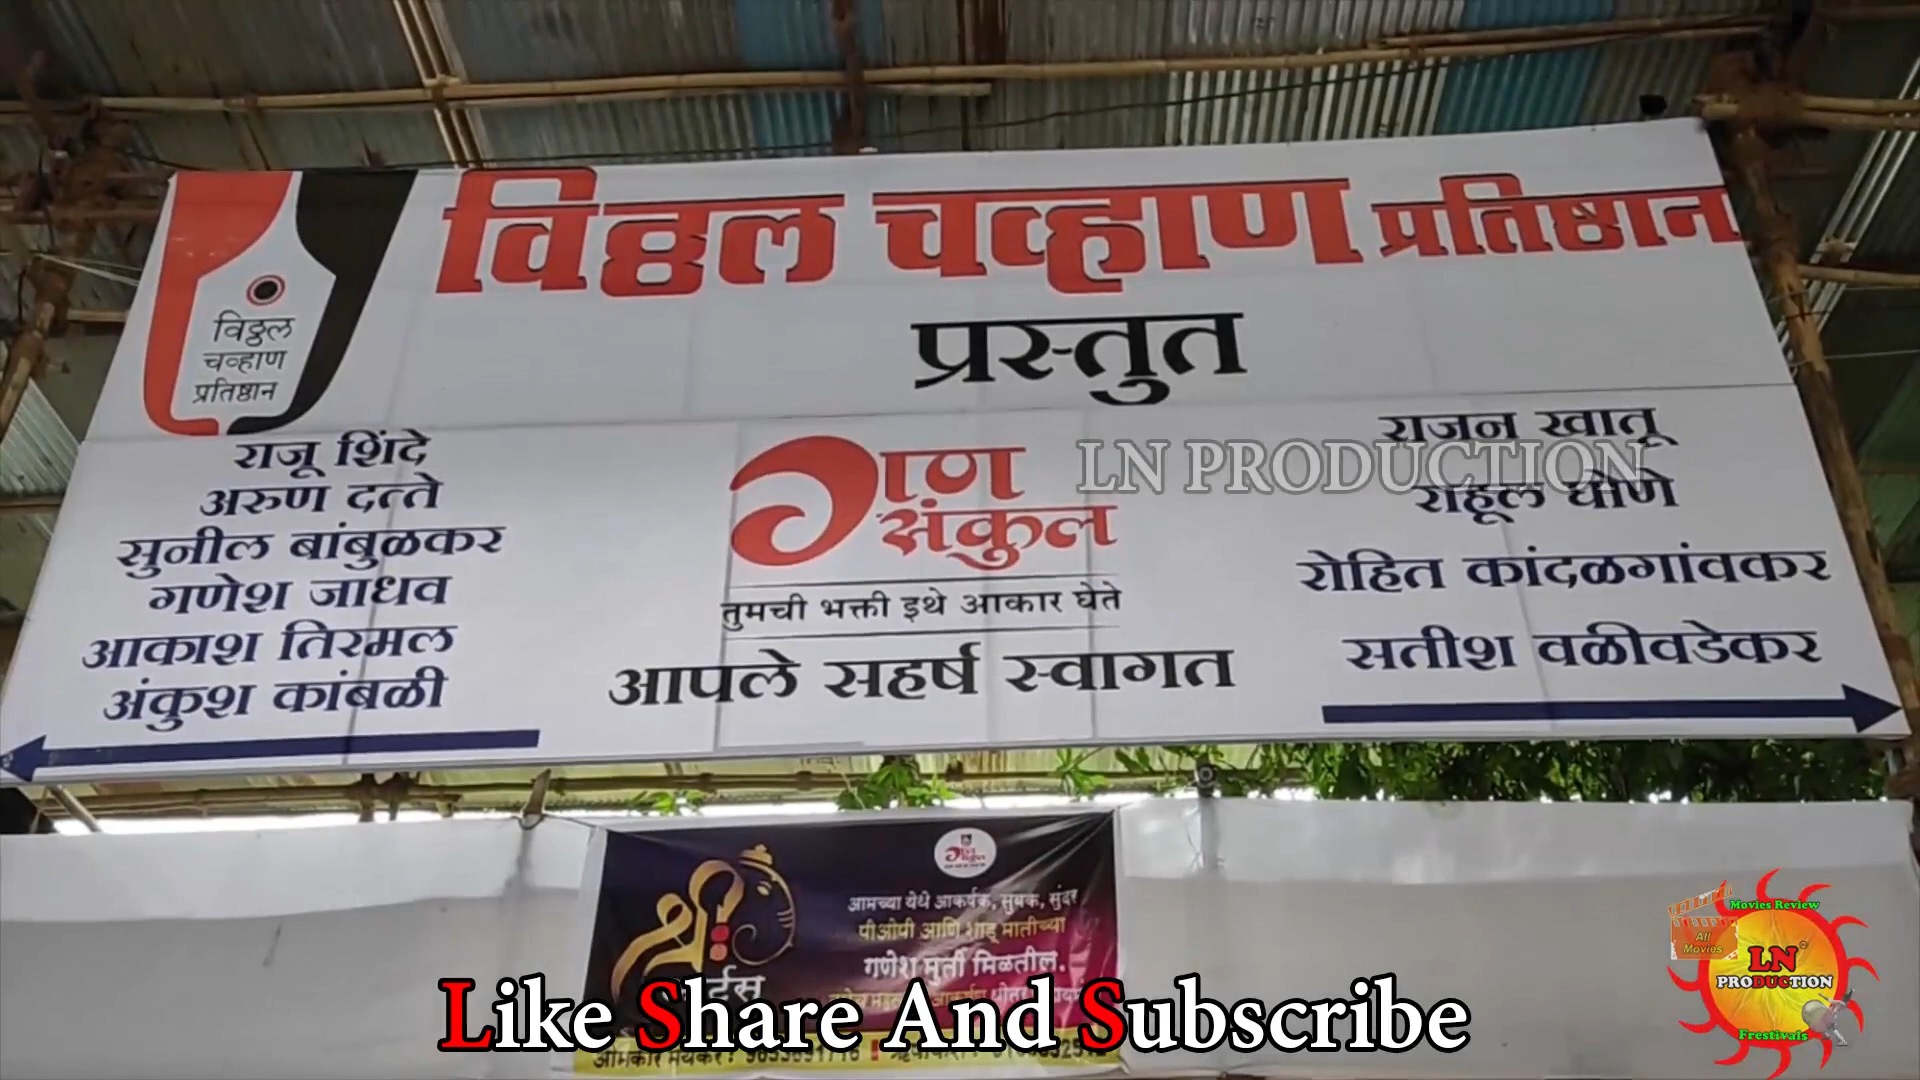 विठ्ठल चव्हाण प्रतिष्ठान
विठ्ठल
चव्हाण
प्रतिष्ठान
प्रस्तुत
राजू शिंदे
अरुण दत्ते
सुनील बांबुळकर
गणेश जाधव
आकाश तिरमल
अंकुश कांबळी
गण
संकुल
तुमची भक्ती इथे आकार घेते
आपले सहर्ष स्वागत
राजन खातू
LN PRODUCTION
राहूल घोणे
रोहित कांदळगांवकर
सतीश वळीवडेकर
श्री
आमच्या येथे आकर्षक, सुबक, सुंदर
पीओपी आणि शाडू मातीच्या
गणेश मुर्ती मिळतील.
Like Share And Subscribe
Movies Review
All
Movies
LN
PRODUCTION
Frestivals